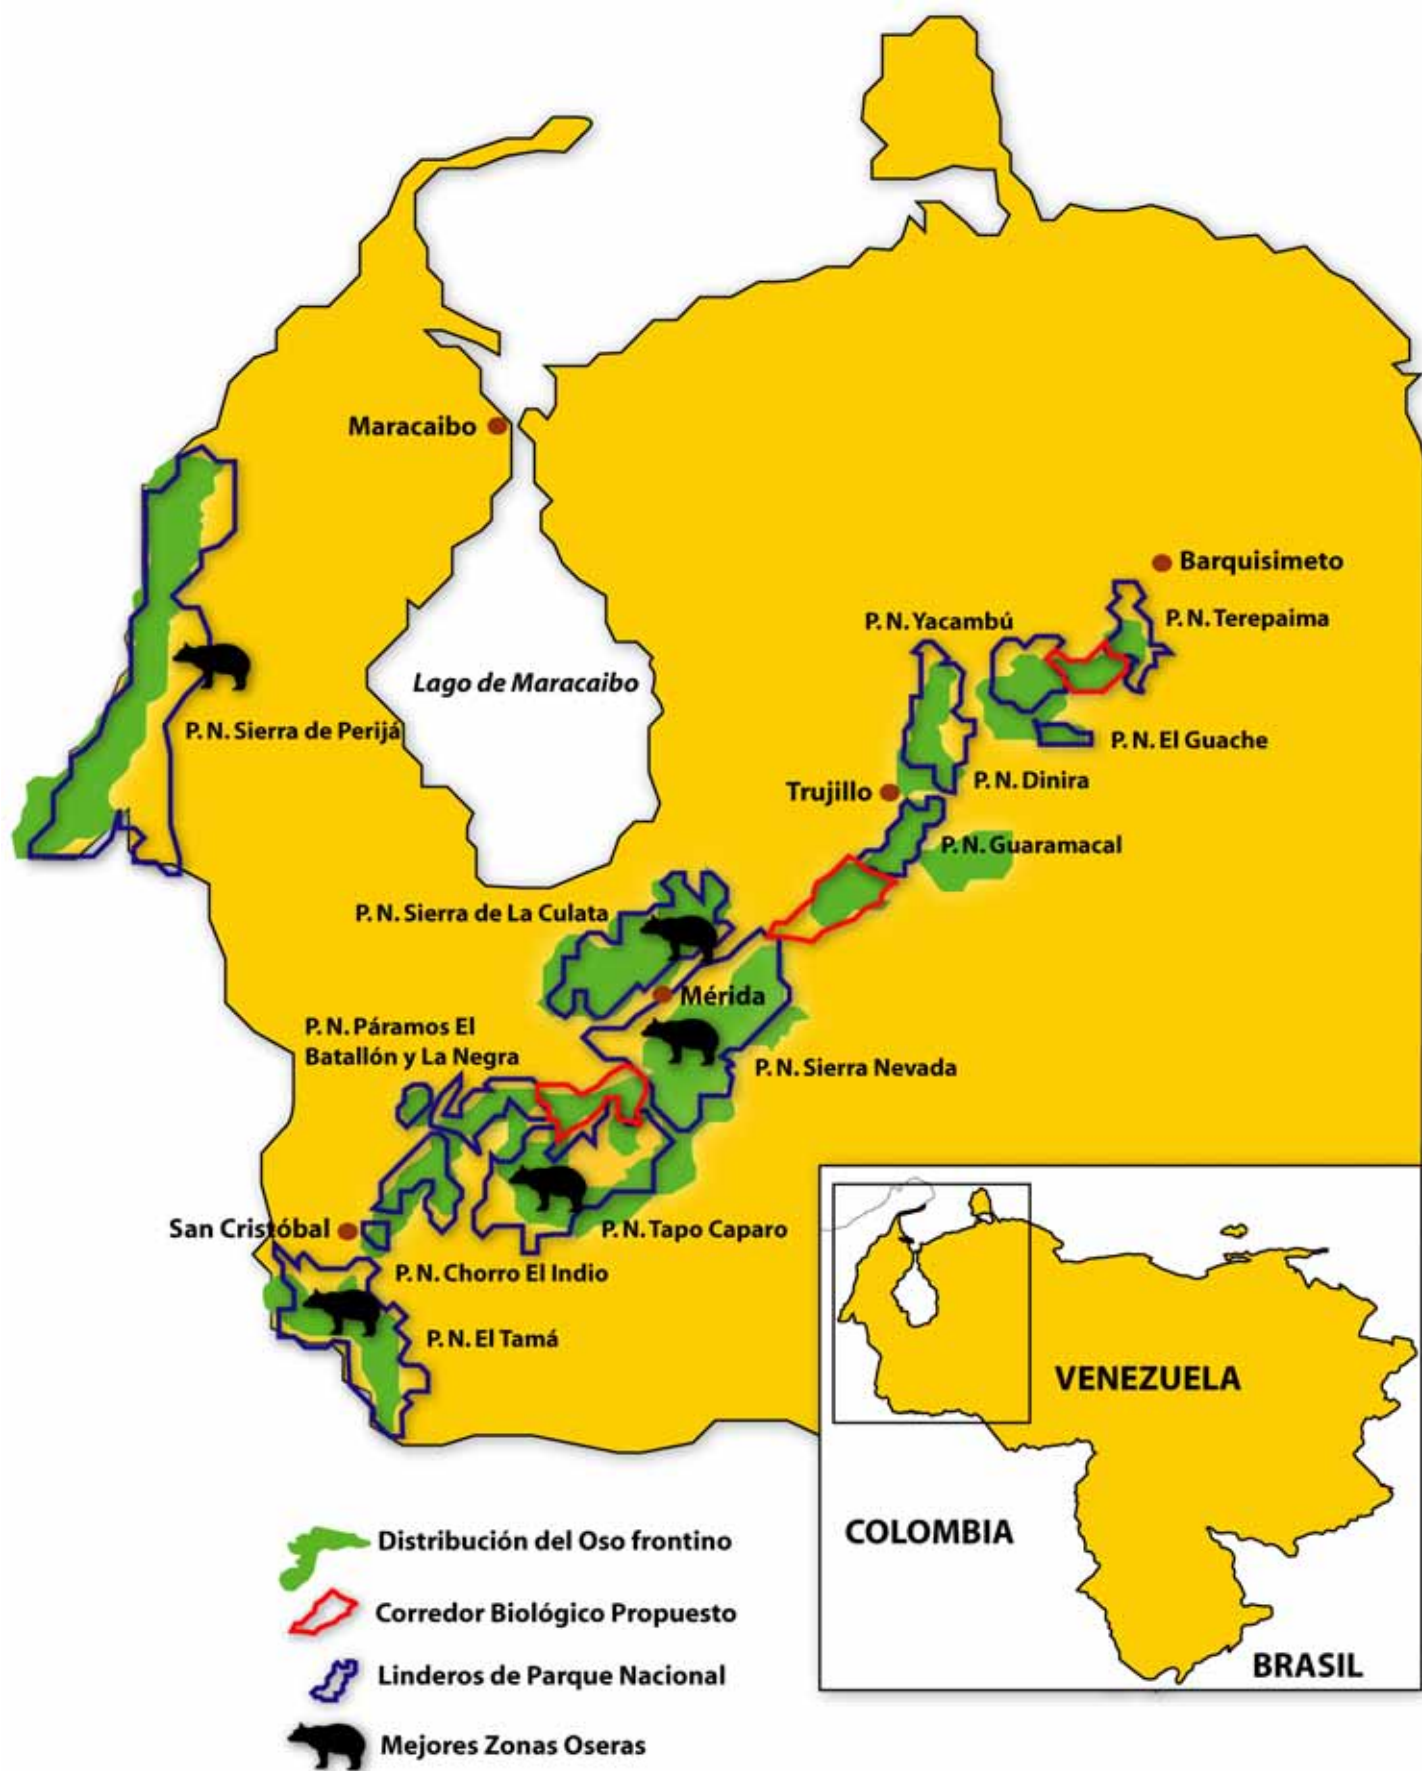 Maracaibo
Barquisimeto
P. N. Yacambú
P. N. Terepaima
Lago de Maracaibo
P. N. Sierra de Perijá
P. N. El Guache
P. N. Dinira
Trujillo
P. N. Guaramacal
P. N. Sierra de La Culata
Mérida
P. N. Páramos El
Batallón y La Negra
P. N. Sierra Nevada
San Cristóbal
P. N. Tapo Caparo
P. N. Chorro El Indio
P. N. El Tamá
VENEZUELA
COLOMBIA
BRASIL
Distribución del Oso frontino
Corredor Biológico Propuesto
Linderos de Parque Nacional
Mejores Zonas Oseras